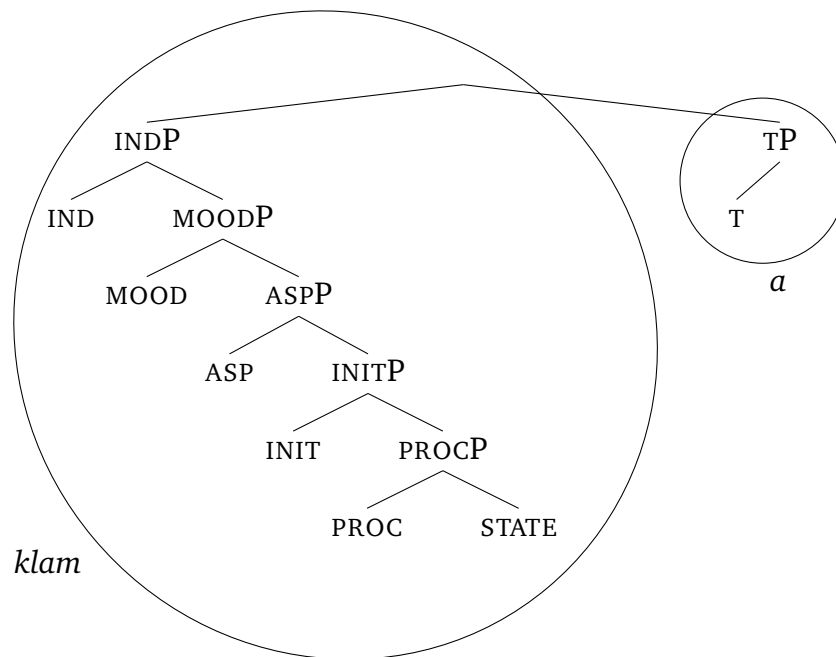 INDP TP
IND MOODP T
a
MOOD ASPP
ASP INITP
INIT PROCP
PROC STATE
klam